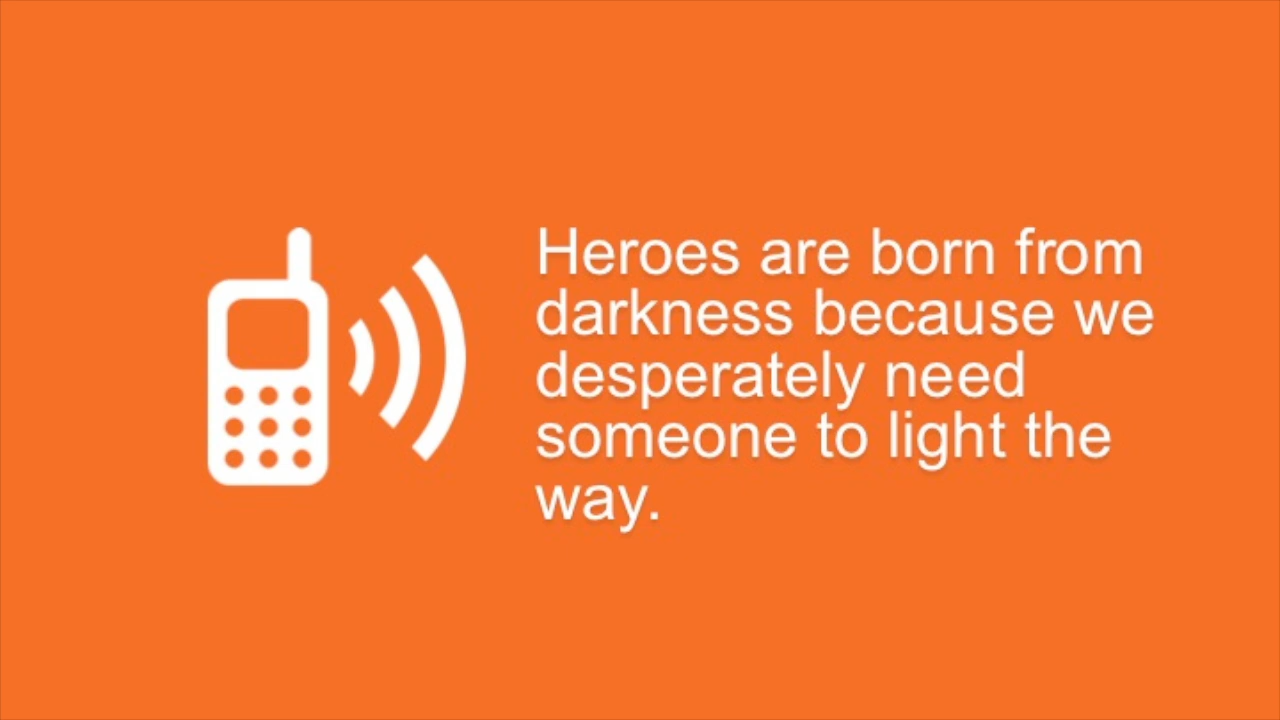 Heroes are born from
darkness because we
desperately need
someone to light the
way.